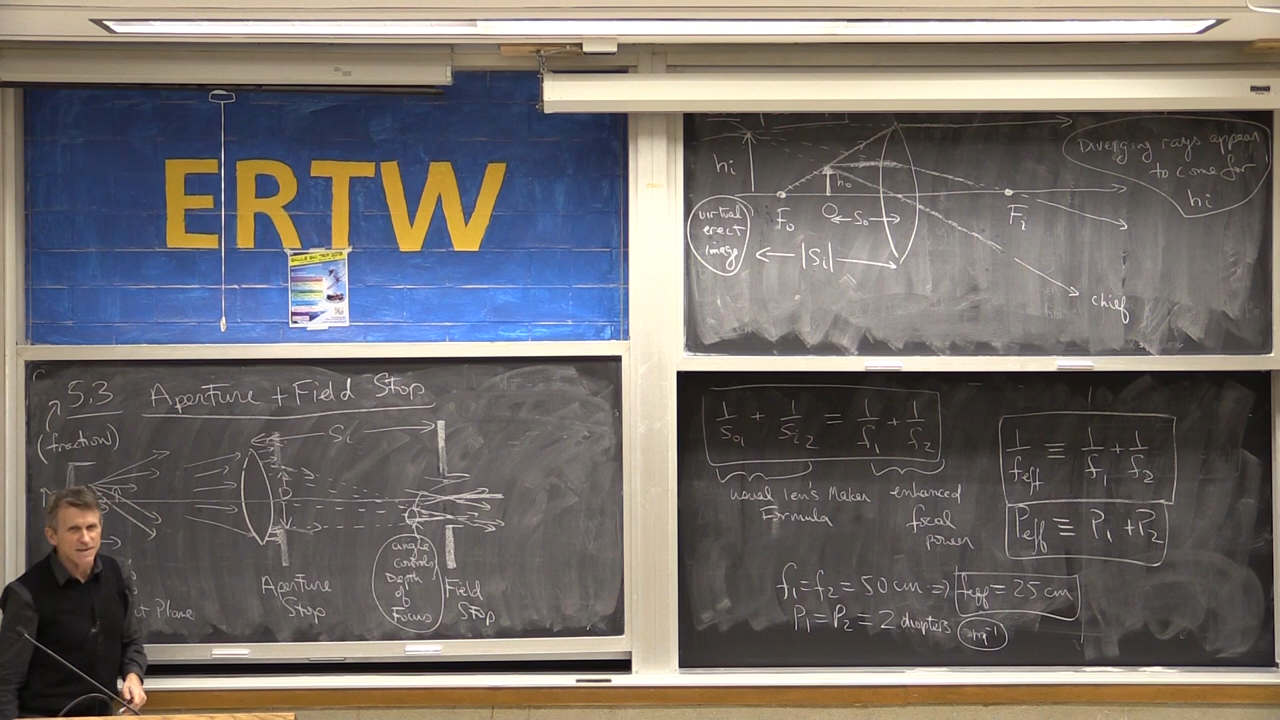 ERTW
hi
Fo
O
ho
← So →
Fi
Diverging rays appear
to come for
hi
virtual
erect
image
← |Si| →
chief
5.3 Aperture + Field Stop
(fraction)
Si
D
Aperture
Stop
angle
controls
Depth
of
Focus
Field
Stop
Plane
1/So1 + 1/Si2 = 1/f1 + 1/f2
usual len's Maker
Formula
enhanced
focal
power
1/feff ≡ 1/f1 + 1/f2
Peff ≡ P1 + P2
f1 = f2 = 50 cm ⇒ feff = 25 cm
P1 = P2 = 2 diopters